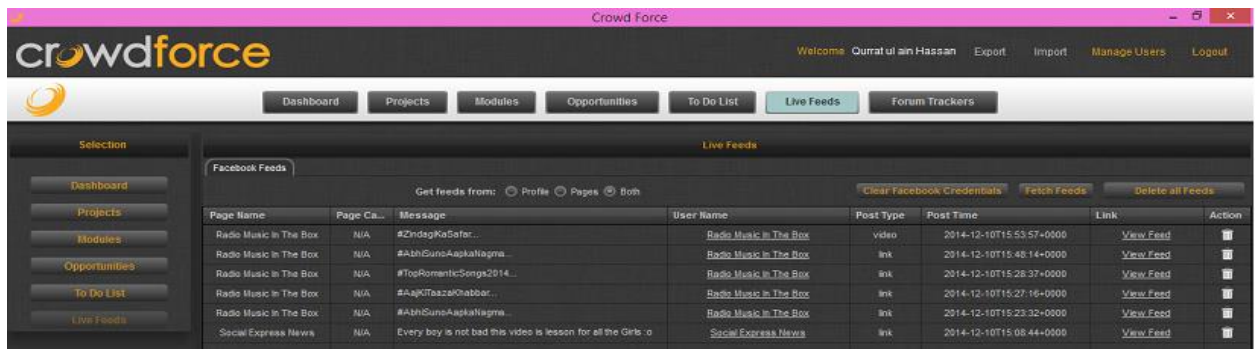 Crowd Force
crowdforce
Welcome Qurrat ul ain Hassan Export Import Manage Users Logout
Dashboard Projects Modules Opportunities To Do List Live Feeds Forum Trackers
Selection
Dashboard
Projects
Modules
Opportunities
To Do List
Live Feeds
Live Feeds
Facebook Feeds
Get feeds from: Profile Pages Both
Clear Facebook Credentials Fetch Feeds Delete all Feeds
Page Name Page Ca... Message User Name Post Type Post Time Link Action
Radio Music In The Box N/A #ZindagiKaSafar... Radio Music In The Box video 2014-12-10T15:53:57+0000 View Feed
Radio Music In The Box N/A #AbhiSunoAapkaNagma... Radio Music In The Box link 2014-12-10T15:48:14+0000 View Feed
Radio Music In The Box N/A #TopRomanticSongs2014... Radio Music In The Box link 2014-12-10T15:28:37+0000 View Feed
Radio Music In The Box N/A #AajKiTaazaKhabbar... Radio Music In The Box link 2014-12-10T15:27:16+0000 View Feed
Radio Music In The Box N/A #AbhiSunoAapkaNagma... Radio Music In The Box link 2014-12-10T15:23:32+0000 View Feed
Social Express News N/A Every boy is not bad this video is lesson for all the Girls :o Social Express News link 2014-12-10T15:08:44+0000 View Feed